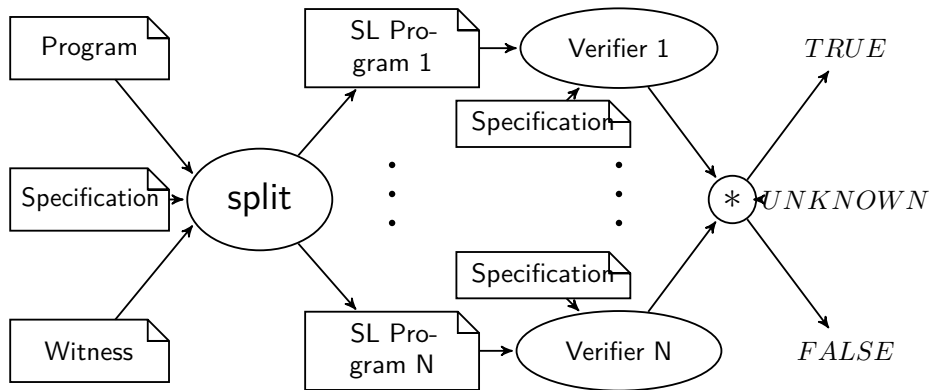 Program
Specification
Witness
split
SL Pro-
gram 1
SL Pro-
gram N
Verifier 1
Specification
Specification
Verifier N
*
TRUE
UNKNOWN
FALSE